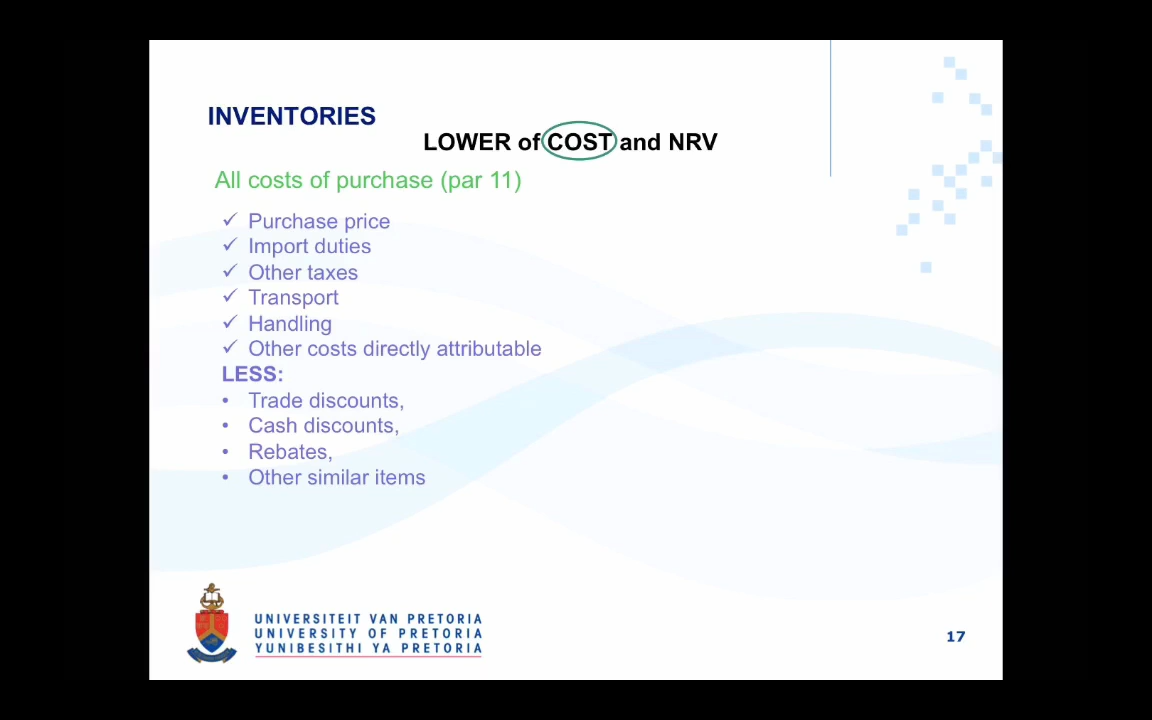 INVENTORIES
LOWER of COST and NRV
All costs of purchase (par 11)
✓ Purchase price
✓ Import duties
✓ Other taxes
✓ Transport
✓ Handling
✓ Other costs directly attributable
LESS:
• Trade discounts,
• Cash discounts,
• Rebates,
• Other similar items
UNIVERSITEIT VAN PRETORIA
UNIVERSITY OF PRETORIA
YUNIBESITHI YA PRETORIA
17